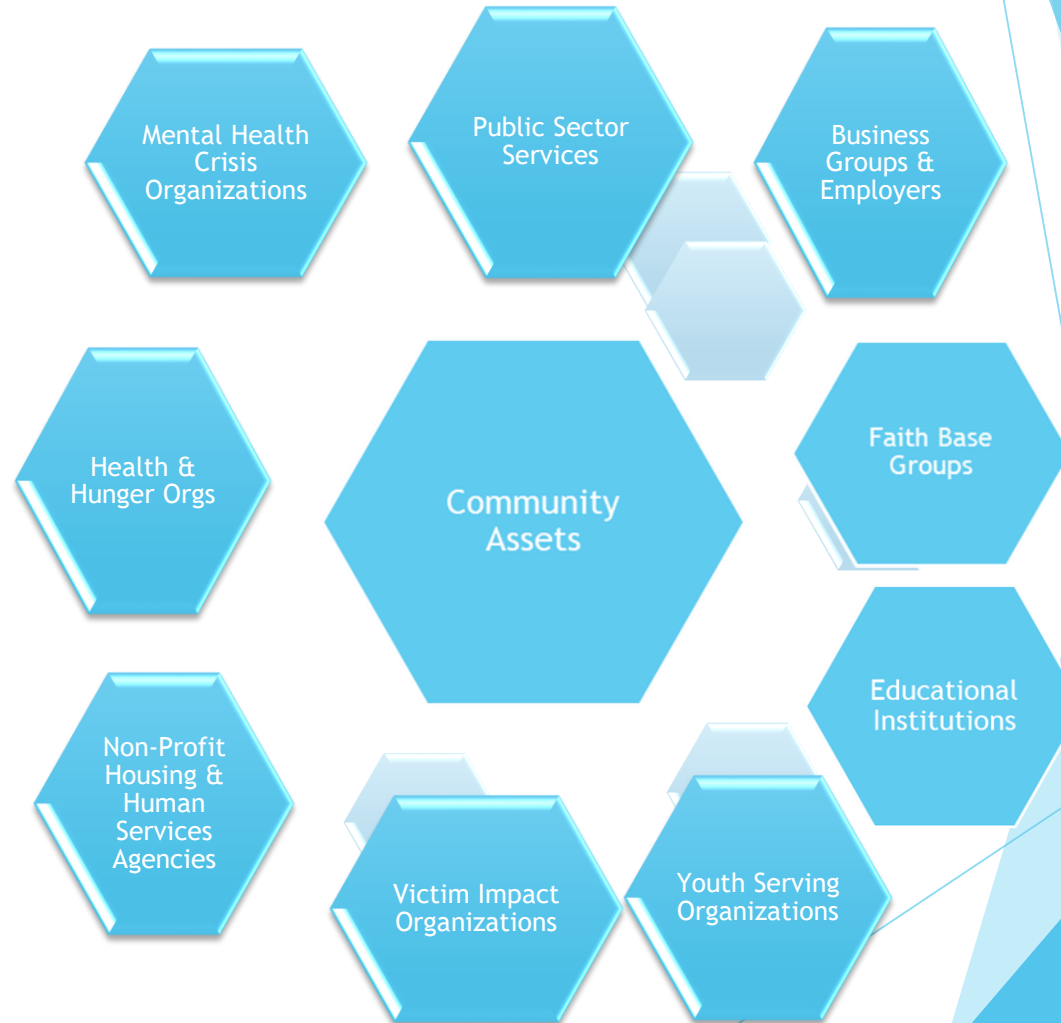 Mental Health
Crisis
Organizations
Public Sector
Services
Business
Groups &
Employers
Health &
Hunger Orgs
Community
Assets
Faith Base
Groups
Educational
Institutions
Non-Profit
Housing &
Human
Services
Agencies
Victim Impact
Organizations
Youth Serving
Organizations